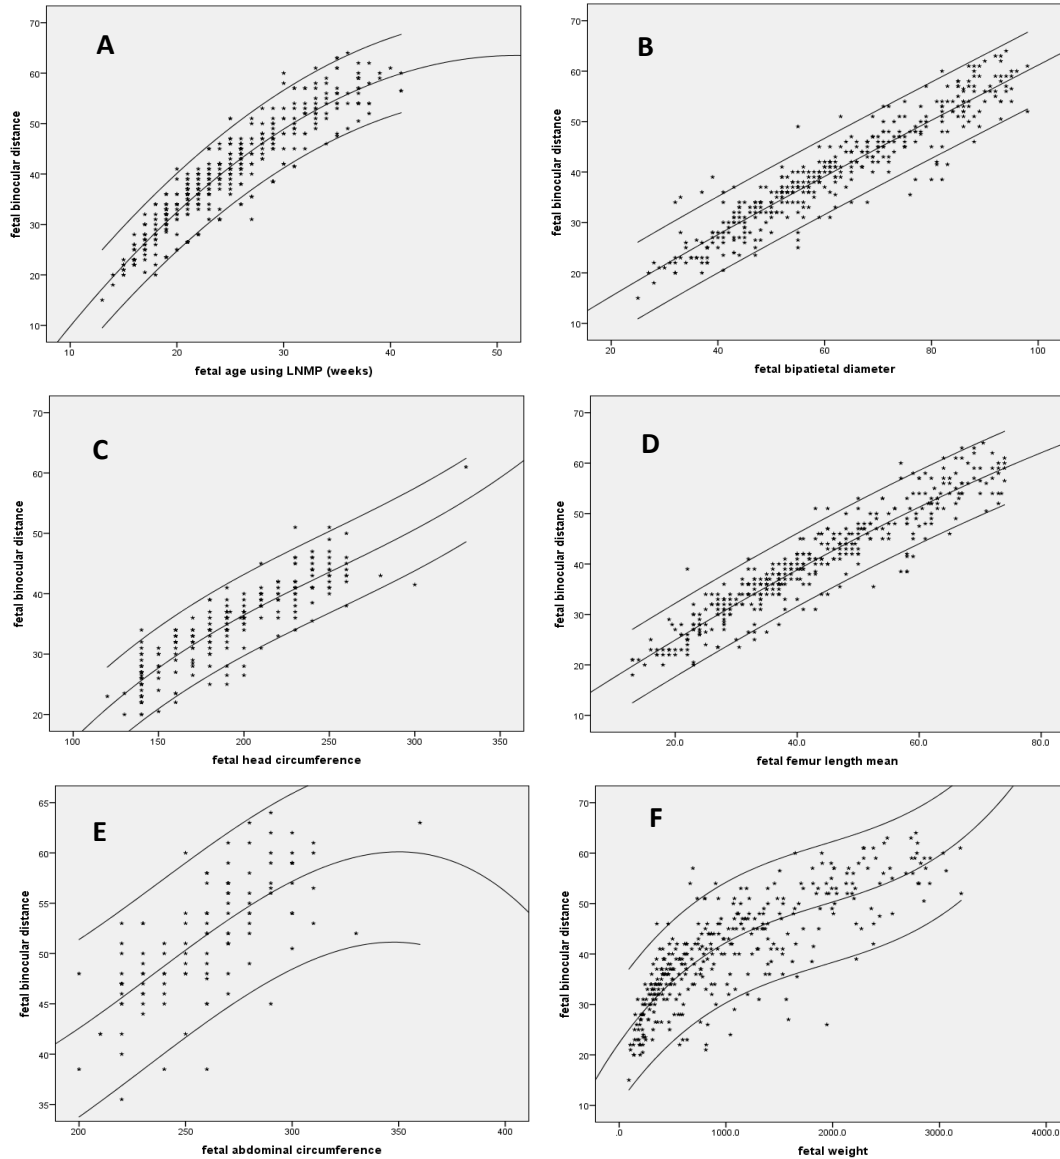 A
70
60
50
40
30
20
10
fetal binocular distance
10 20 30 40 50
fetal age using LNMP (weeks)
B
70
60
50
40
30
20
10
fetal binocular distance
20 40 60 80 100
fetal bipatietal diameter
C
70
60
50
40
30
20
fetal binocular distance
100 150 200 250 300 350
fetal head circumference
D
70
60
50
40
30
20
10
fetal binocular distance
20.0 40.0 60.0 80.0
fetal femur length mean
E
65
60
55
50
45
40
35
fetal binocular distance
200 250 300 350 400
fetal abdominal circumference
F
70
60
50
40
30
20
10
fetal binocular distance
.0 1000.0 2000.0 3000.0 4000.0
fetal weight